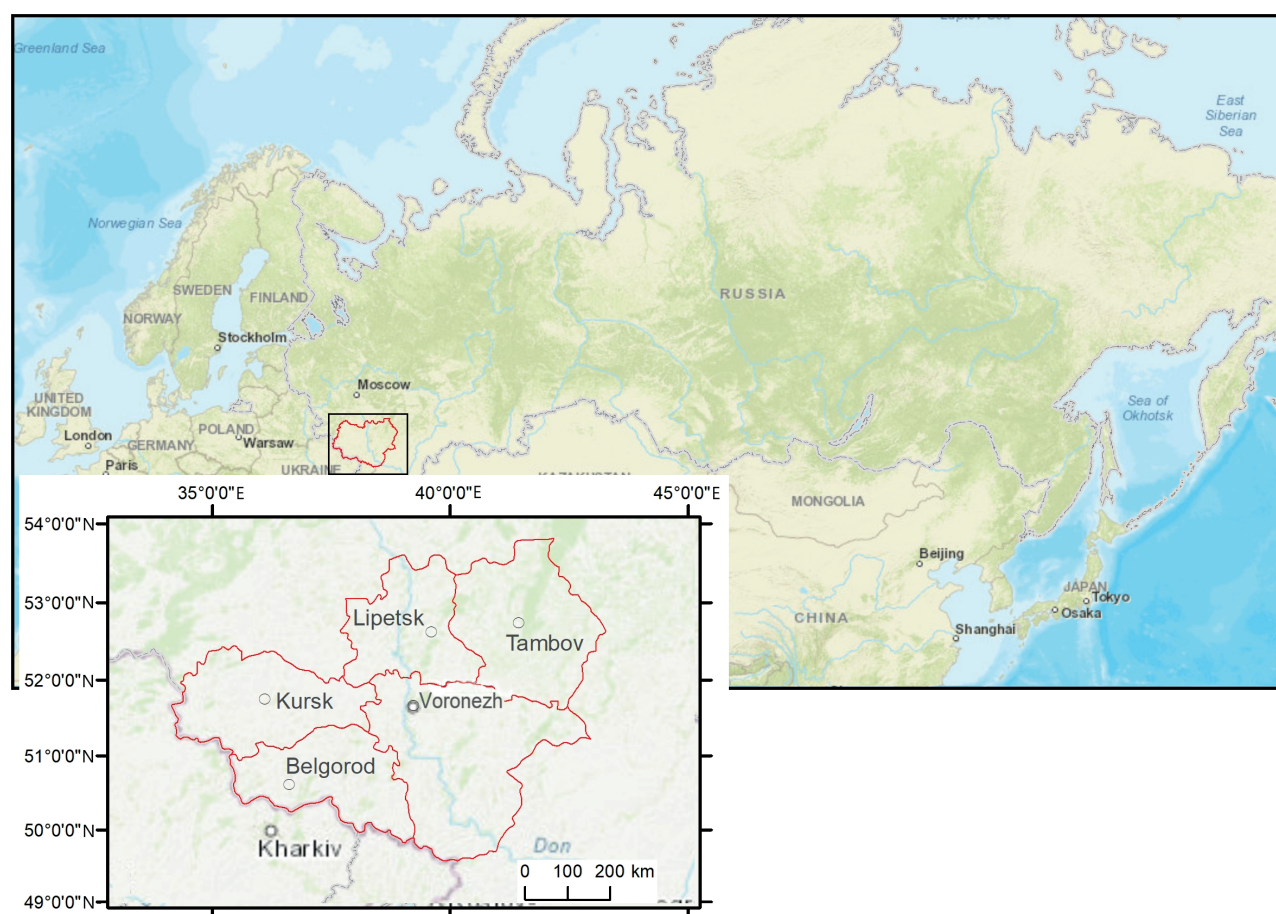 Greenland Sea
East
Siberian
Sea
Norwegian Sea
SWEDEN
FINLAND
NORWAY
Stockholm
RUSSIA
Moscow
UNITED
KINGDOM
London
GERMANY
POLAND
Warsaw
Paris
UKRAINE
Sea of
Okhotsk
MONGOLIA
Beijing
JAPAN
Tokyo
Osaka
CHINA
Shanghai
35°0'0"E
40°0'0"E
45°0'0"E
54°0'0"N
53°0'0"N
52°0'0"N
51°0'0"N
50°0'0"N
49°0'0"N
Lipetsk
Tambov
Kursk
Voronezh
Belgorod
Kharkiv
Don
0 100 200 km